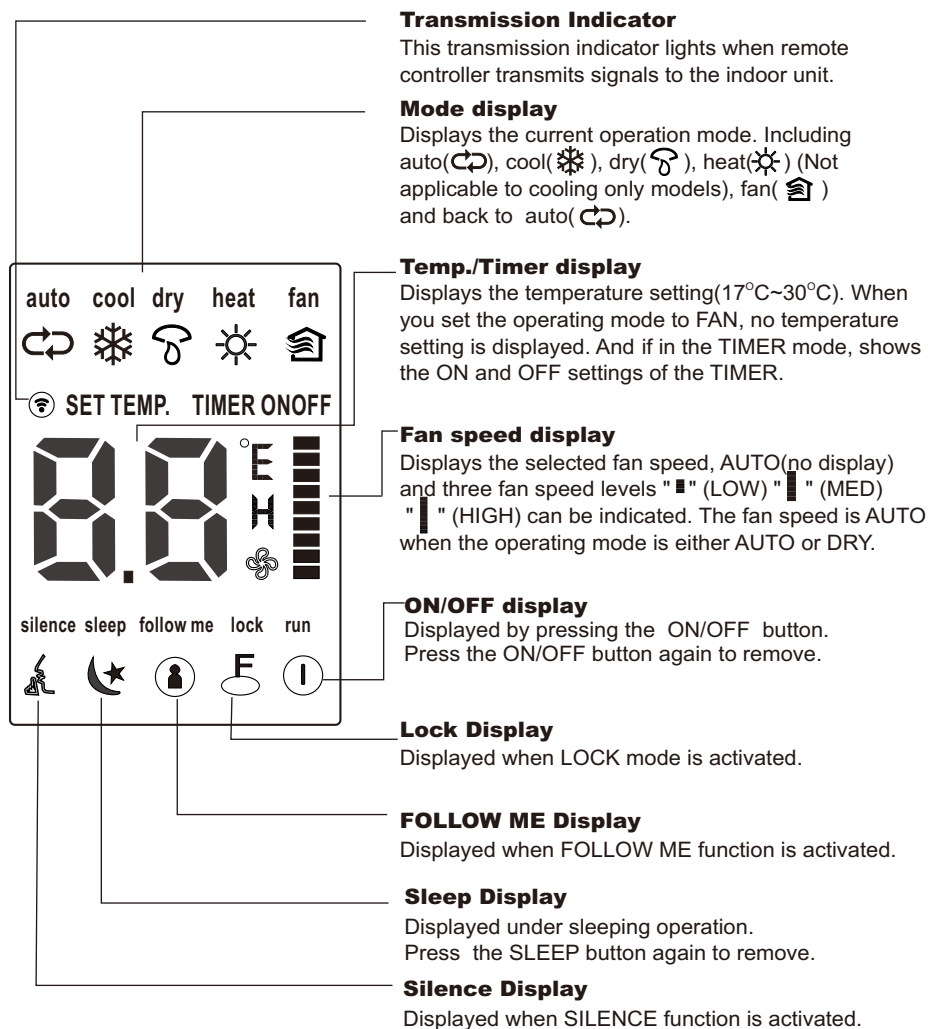 Transmission Indicator
This transmission indicator lights when remote
controller transmits signals to the indoor unit.
Mode display
Displays the current operation mode. Including
auto( ), cool( ), dry( ), heat( ) (Not
applicable to cooling only models), fan( )
and back to auto( ).
Temp./Timer display
Displays the temperature setting(17°C~30°C). When
you set the operating mode to FAN, no temperature
setting is displayed. And if in the TIMER mode, shows
the ON and OFF settings of the TIMER.
Fan speed display
Displays the selected fan speed, AUTO(no display)
and three fan speed levels " " (LOW) " " (MED)
" " (HIGH) can be indicated. The fan speed is AUTO
when the operating mode is either AUTO or DRY.
ON/OFF display
Displayed by pressing the ON/OFF button.
Press the ON/OFF button again to remove.
Lock Display
Displayed when LOCK mode is activated.
FOLLOW ME Display
Displayed when FOLLOW ME function is activated.
Sleep Display
Displayed under sleeping operation.
Press the SLEEP button again to remove.
Silence Display
Displayed when SILENCE function is activated.
auto cool dry heat fan
SET TEMP. TIMER ONOFF
8.8 °E
H
silence sleep follow me lock run
F